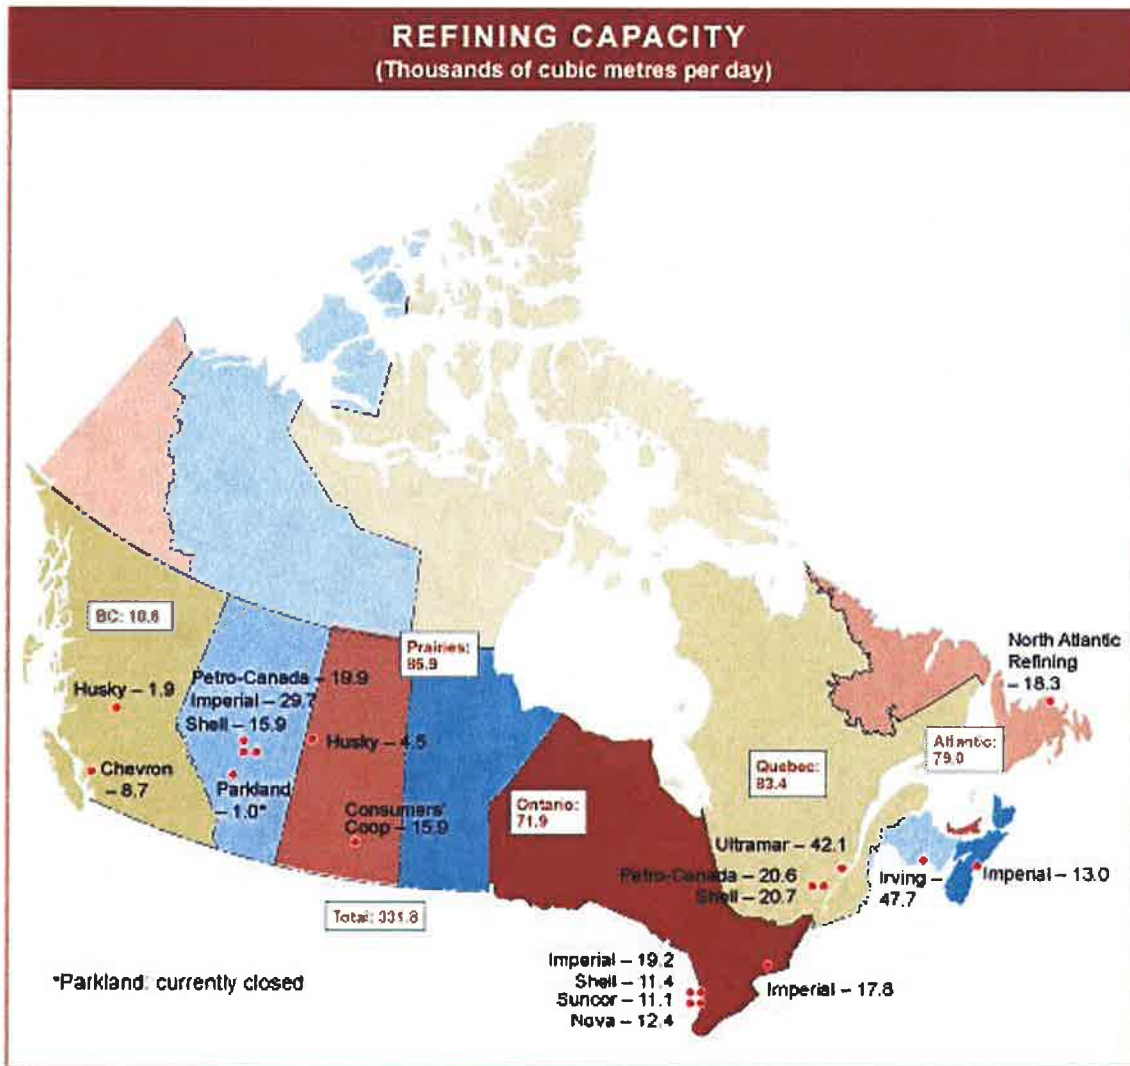 REFINING CAPACITY
(Thousands of cubic metres per day)
BC: 10.6
Prairies:
86.9
North Atlantic
Refining
– 18.3
Husky – 1.9
Petro-Canada – 19.9
Imperial – 29.7
Shell – 15.9
Husky – 4.5
Chevron
– 8.7
Parkland
– 1.0*
Consumers'
Coop – 15.9
Ontario:
71.9
Quebec:
83.4
Atlantic:
79.0
Ultramar – 42.1
Petro-Canada – 20.6
Shell – 20.7
Irving –
47.7
Imperial – 13.0
Total: 331.8
*Parkland: currently closed
Imperial – 19.2
Shell – 11.4
Suncor – 11.1
Nova – 12.4
Imperial – 17.8